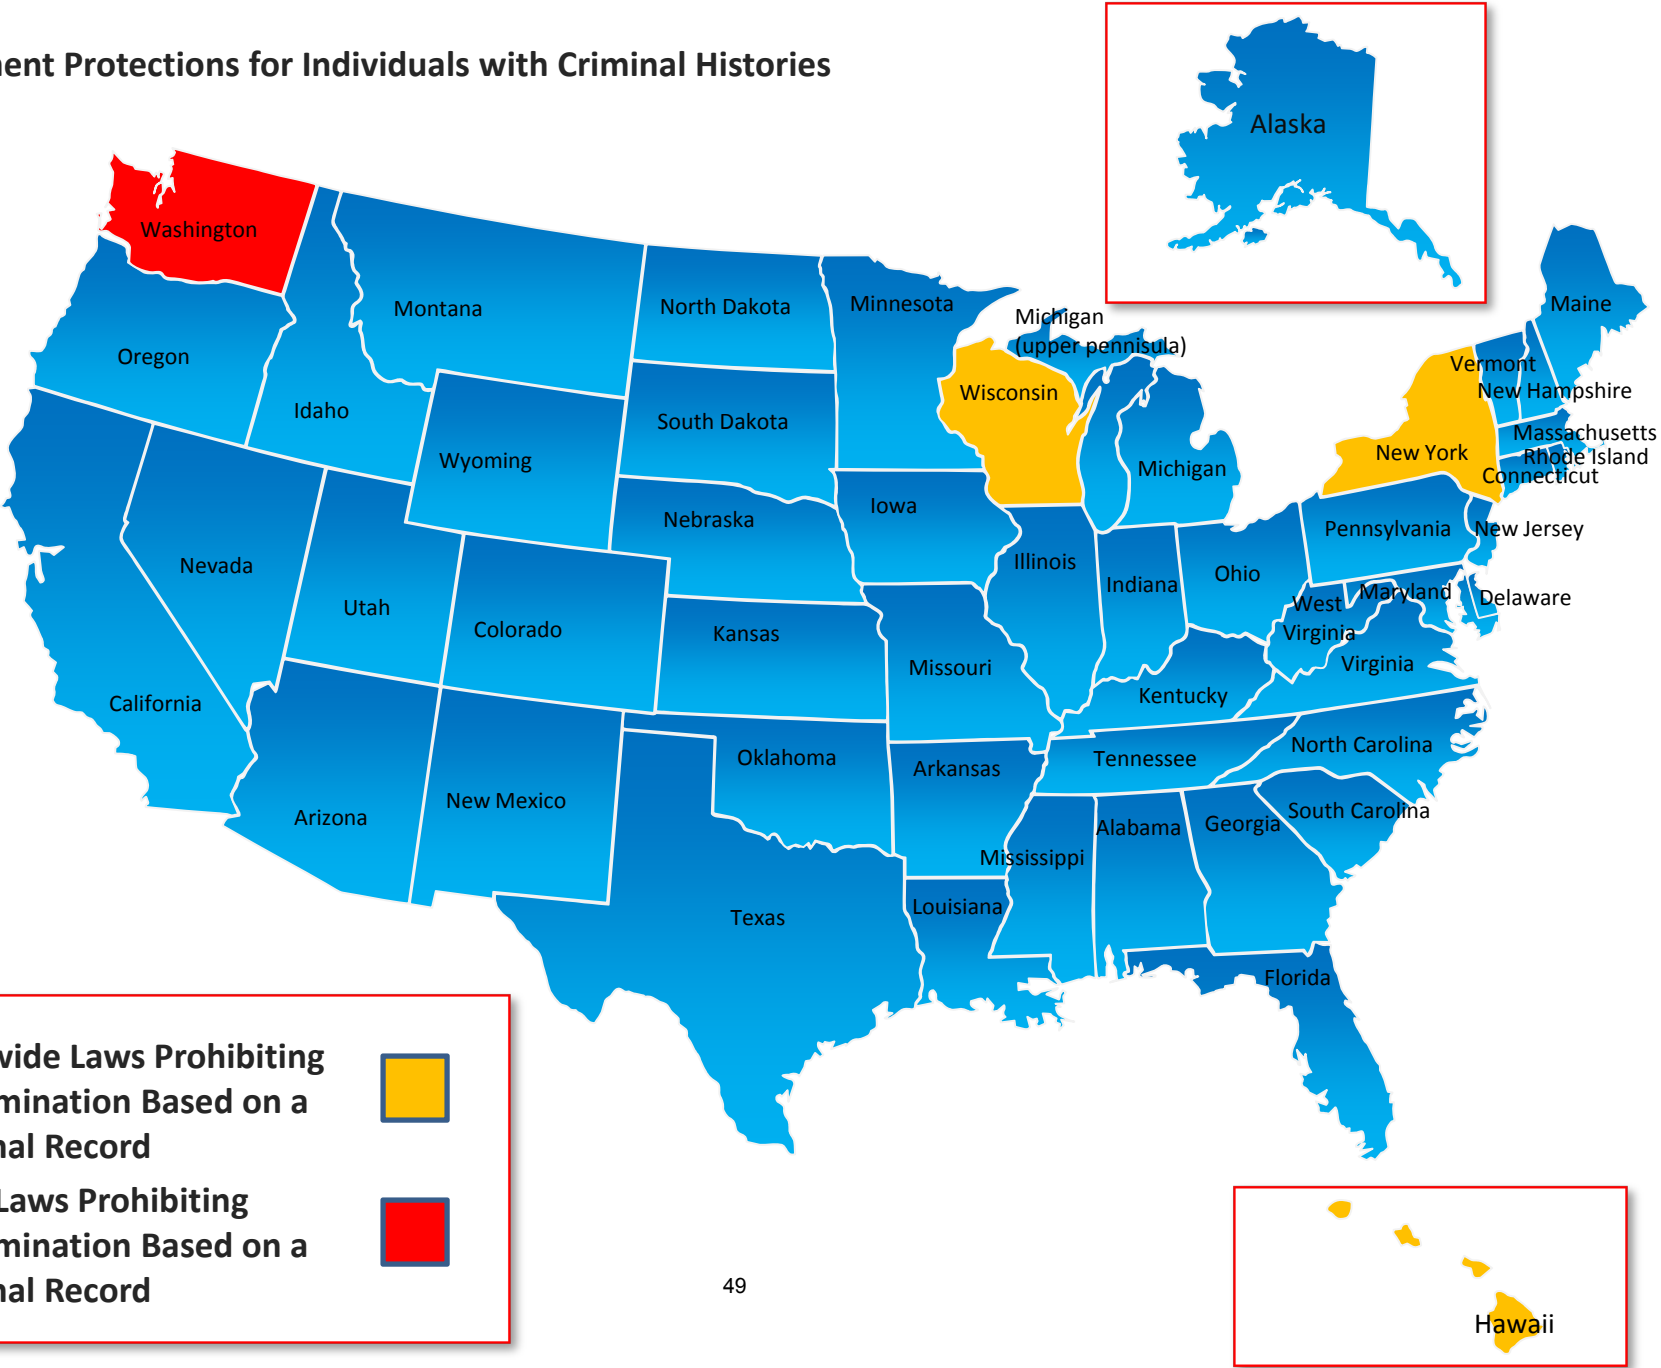 ent Protections for Individuals with Criminal Histories
Alaska
Washington
Montana
North Dakota
Minnesota
Michigan
(upper pennisula)
Maine
Oregon
Idaho
Wisconsin
Vermont
New Hampshire
South Dakota
Wyoming
Michigan
New York
Massachusetts
Rhode Island
Connecticut
Nebraska
Iowa
Pennsylvania
New Jersey
Nevada
Utah
Colorado
Kansas
Illinois
Indiana
Ohio
West
Virginia
Maryland
Delaware
Virginia
California
Missouri
Kentucky
Arizona
New Mexico
Oklahoma
Arkansas
Tennessee
North Carolina
South Carolina
Texas
Louisiana
Mississippi
Alabama
Georgia
Florida
vide Laws Prohibiting
mination Based on a
nal Record
Laws Prohibiting
mination Based on a
nal Record
49
Hawaii